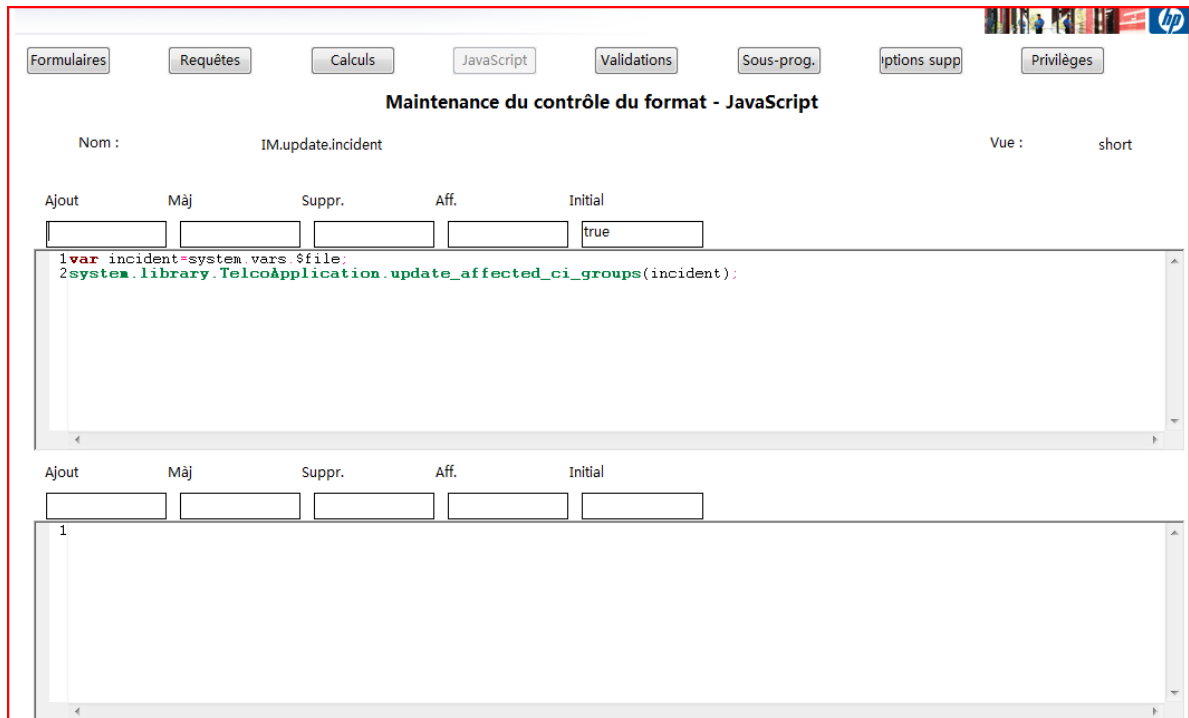 hp
Formulaires Requêtes Calculs JavaScript Validations Sous-prog. ptions supp Privilèges
Maintenance du contrôle du format - JavaScript
Nom : IM.update.incident Vue : short
Ajout Màj Suppr. Aff. Initial
true
1var incident=system.vars.$file;
2system.library.TelcoApplication.update_affected_ci_groups(incident);
Ajout Màj Suppr. Aff. Initial
1